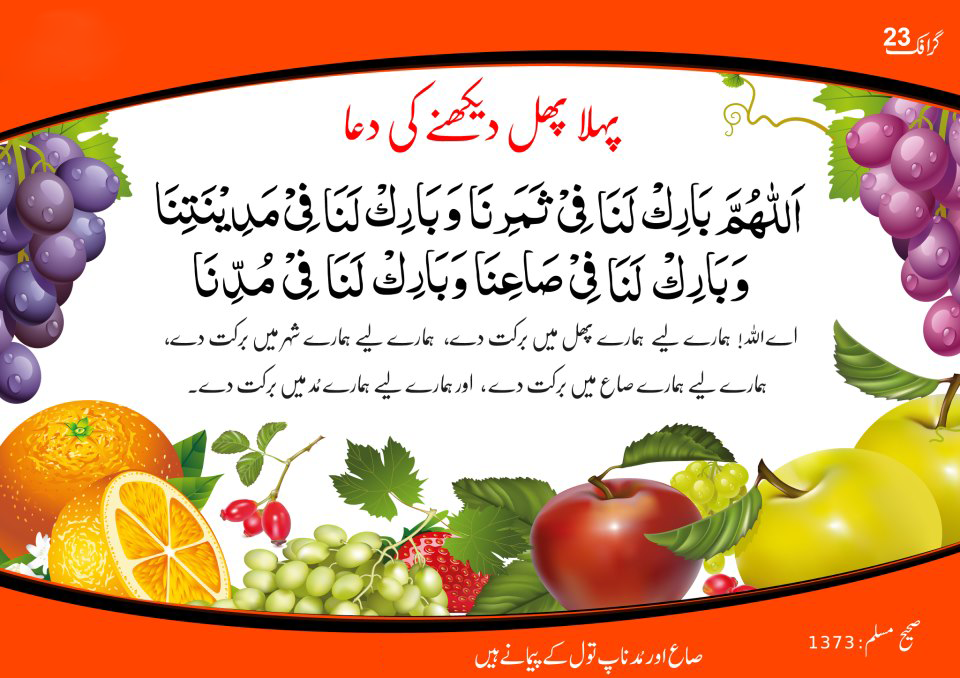 گرافک 23
پہلا پھل دیکھنے کی دعا
اَللّٰهُمَّ بَارِكْ لَنَا فِيْ ثَمَرِنَا وَبَارِكْ لَنَا فِيْ مَدِيْنَتِنَا
وَبَارِكْ لَنَا فِيْ صَاعِنَا وَبَارِكْ لَنَا فِيْ مُدِّنَا
اے اللہ! ہمارے لیے ہمارے پھل میں برکت دے، ہمارے لیے ہمارے شہر میں برکت دے،
ہمارے لیے ہمارے صاع میں برکت دے، اور ہمارے لیے ہمارے مُد میں برکت دے۔
صحیح مسلم: 1373
صاع اور مُد ناپ تول کے پیمانے ہیں